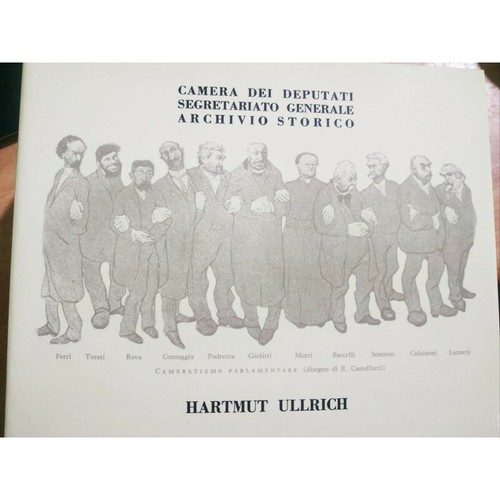 CAMERA DEI DEPUTATI
SEGRETARIATO GENERALE
ARCHIVIO STORICO
Ferri Turati Rava Cornaggia Podrecca Giolitti Murri Baccelli Sonnino Colajanni Luzzatti
CAMERATISMO PARLAMENTARE (disegno di E. Castellucci)
HARTMUT ULLRICH